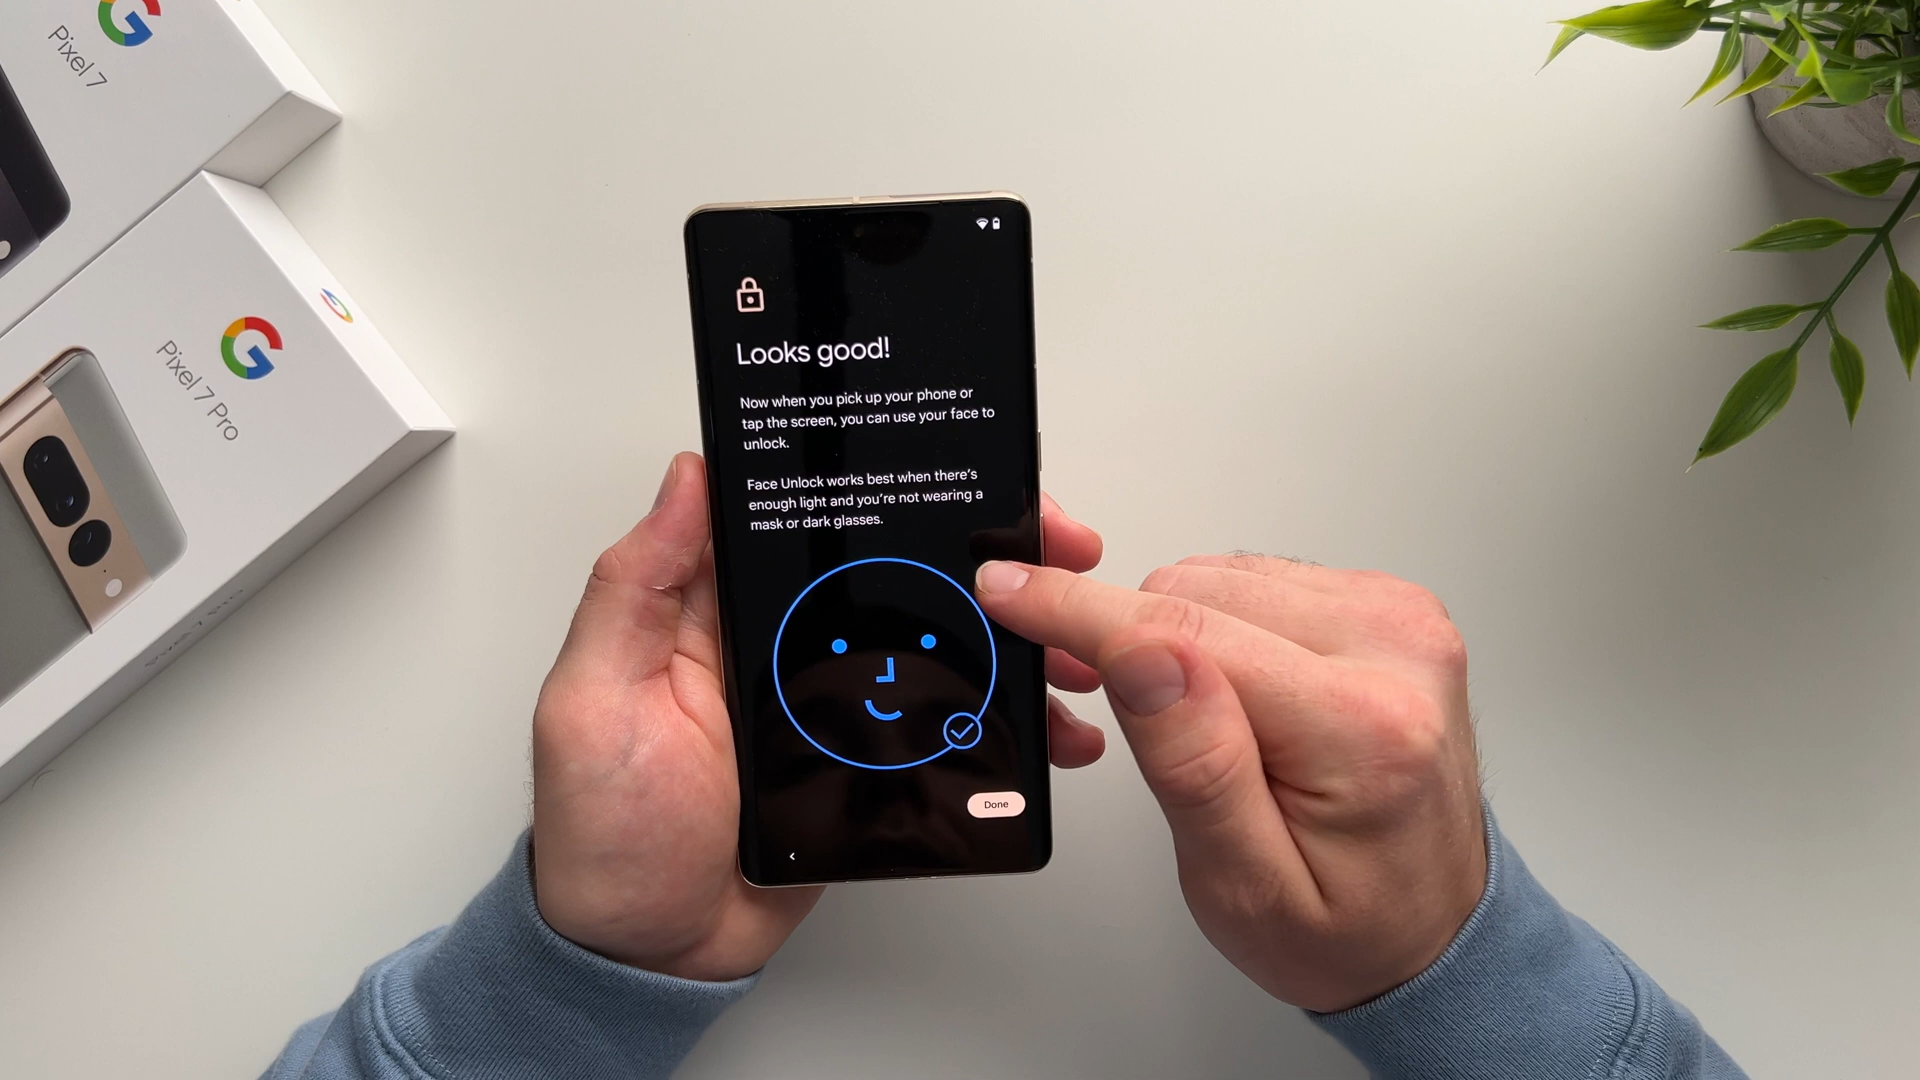 Pixel 7
Pixel 7 Pro
Looks good!
Now when you pick up your phone or
tap the screen, you can use your face to
unlock.
Face Unlock works best when there's
enough light and you're not wearing a
mask or dark glasses.
Done